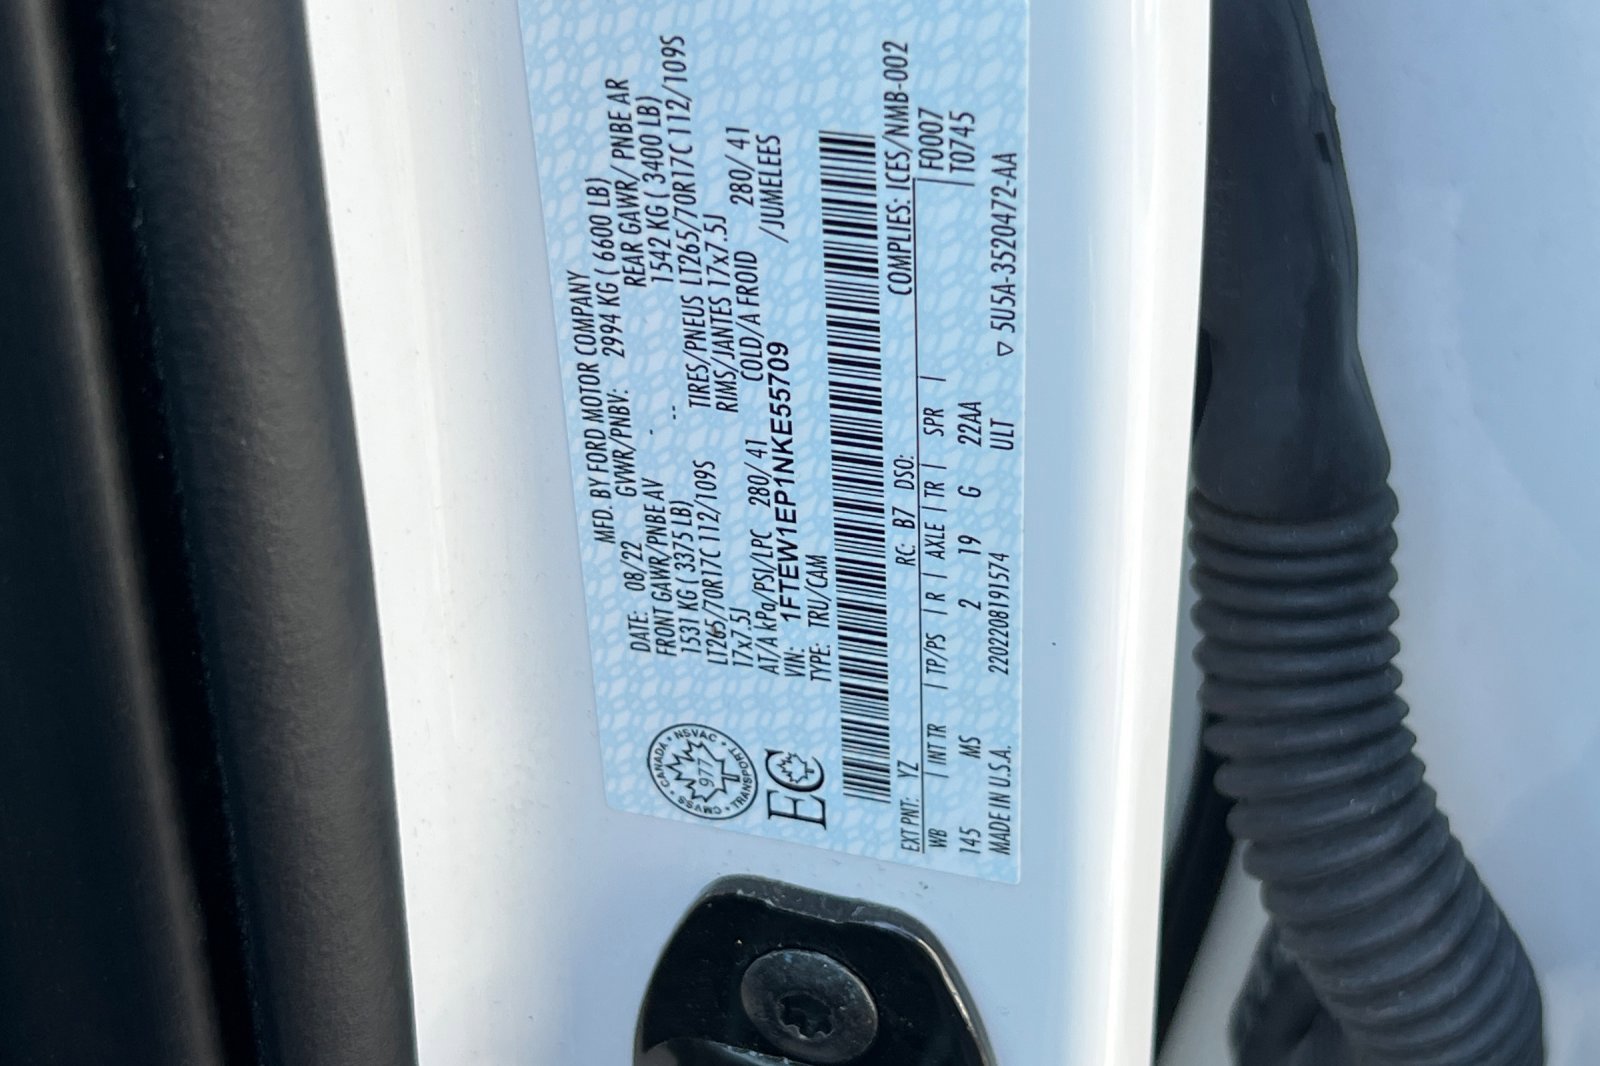 MFD. BY FORD MOTOR COMPANY
DATE: 08/22 GVWR/PNBV: 2994 KG ( 6600 LB)
FRONT GAWR/PNBE AV - REAR GAWR/ PNBE AR
1531 KG ( 3375 LB) -- 1542 KG ( 3400 LB)
LT265/70R17C 112/109S TIRES/PNEUS LT265/70R17C 112/109S
17x7.5J RIMS/JANTES 17x7.5J
AT/A kPa/PSI/LPC 280/ 41 COLD/A FROID 280/ 41
VIN: 1FTEW1EP1NKE55709 /JUMELEES
TYPE: TRU/CAM
CANADA • NSVAC • TRANSPORT • CMVSS
977
EC
EXT PNT: YZ RC: B7 DSO: COMPLIES: ICES/NMB-002
WB | INT TR | TP/PS | R | AXLE | TR | SPR | | F0007
145 MS 2 19 G 22AA T0745
MADE IN U.S.A. 220220819​1574 ULT ▽ 5U5A-3520472-AA